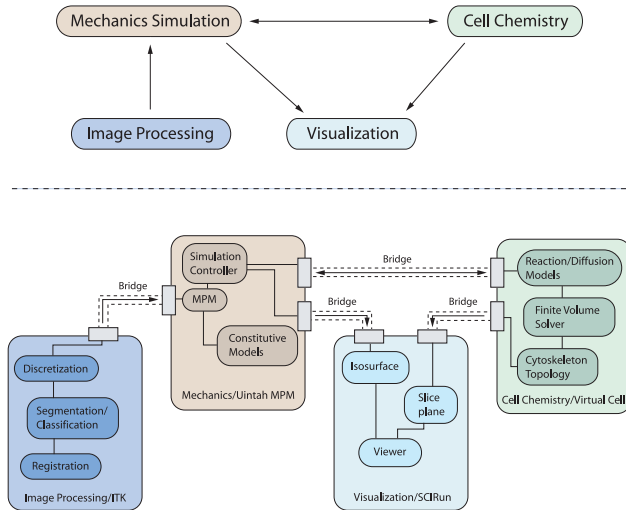 Mechanics Simulation
Cell Chemistry
Image Processing
Visualization
Simulation
Controller
MPM
Constitutive
Models
Mechanics/Uintah MPM
Bridge
Bridge
Bridge
Bridge
Reaction/Diffusion
Models
Finite Volume
Solver
Cytoskeleton
Topology
Cell Chemistry/Virtual Cell
Discretization
Segmentation/
Classification
Registration
Image Processing/ITK
Isosurface
Slice
plane
Viewer
Visualization/SCIRun